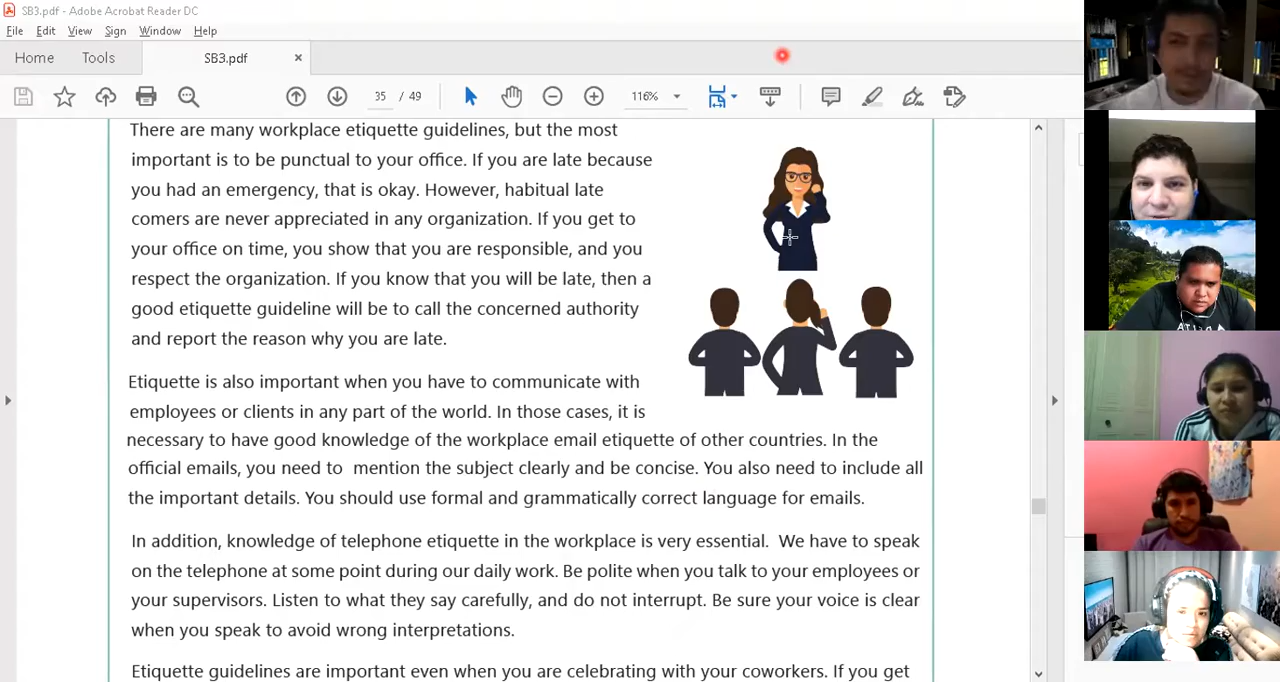 SB3.pdf - Adobe Acrobat Reader DC
File Edit View Sign Window Help
Home Tools SB3.pdf ×
35 / 49 116%
There are many workplace etiquette guidelines, but the most
important is to be punctual to your office. If you are late because
you had an emergency, that is okay. However, habitual late
comers are never appreciated in any organization. If you get to
your office on time, you show that you are responsible, and you
respect the organization. If you know that you will be late, then a
good etiquette guideline will be to call the concerned authority
and report the reason why you are late.
Etiquette is also important when you have to communicate with
employees or clients in any part of the world. In those cases, it is
necessary to have good knowledge of the workplace email etiquette of other countries. In the
official emails, you need to mention the subject clearly and be concise. You also need to include all
the important details. You should use formal and grammatically correct language for emails.
In addition, knowledge of telephone etiquette in the workplace is very essential. We have to speak
on the telephone at some point during our daily work. Be polite when you talk to your employees or
your supervisors. Listen to what they say carefully, and do not interrupt. Be sure your voice is clear
when you speak to avoid wrong interpretations.
Etiquette guidelines are important even when you are celebrating with your coworkers. If you get